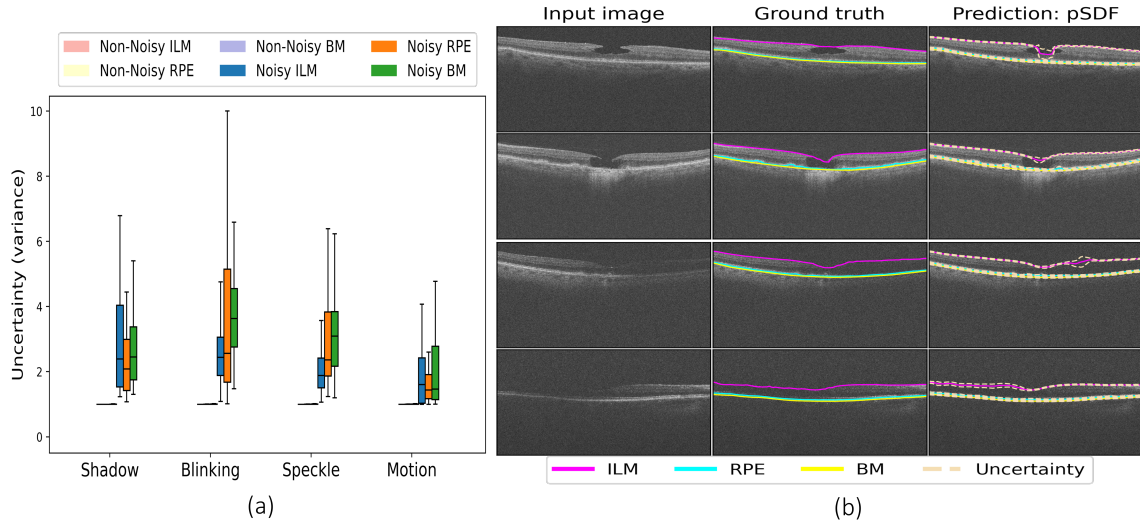 Non-Noisy ILM
Non-Noisy BM
Noisy RPE
Non-Noisy RPE
Noisy ILM
Noisy BM
Uncertainty (variance)
10
8
6
4
2
0
Shadow
Blinking
Speckle
Motion
(a)
Input image
Ground truth
Prediction: pSDF
ILM
RPE
BM
Uncertainty
(b)